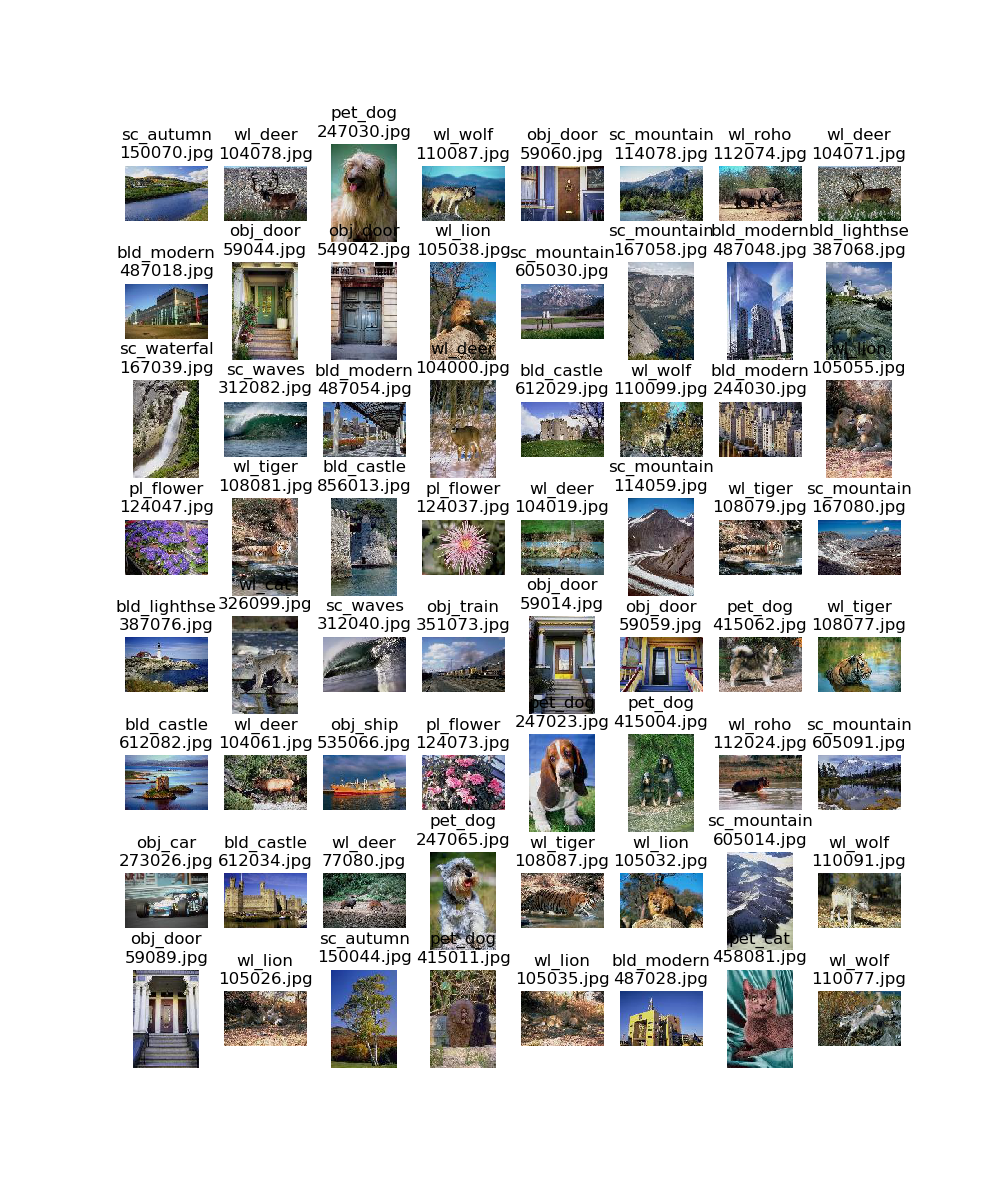 sc_autumn
150070.jpg
wl_deer
104078.jpg
pet_dog
247030.jpg
wl_wolf
110087.jpg
obj_door
59060.jpg
sc_mountain
114078.jpg
wl_roho
112074.jpg
wl_deer
104071.jpg
bld_modern
487018.jpg
obj_door
59044.jpg
obj_door
549042.jpg
wl_lion
105038.jpg
sc_mountain
605030.jpg
sc_mountain
167058.jpg
bld_modern
487048.jpg
bld_lighthse
387068.jpg
sc_waterfal
167039.jpg
sc_waves
312082.jpg
bld_modern
487054.jpg
wl_deer
104000.jpg
bld_castle
612029.jpg
wl_wolf
110099.jpg
bld_modern
244030.jpg
wl_lion
105055.jpg
pl_flower
124047.jpg
wl_tiger
108081.jpg
bld_castle
856013.jpg
pl_flower
124037.jpg
wl_deer
104019.jpg
sc_mountain
114059.jpg
wl_tiger
108079.jpg
sc_mountain
167080.jpg
bld_lighthse
387076.jpg
wl_cat
326099.jpg
sc_waves
312040.jpg
obj_train
351073.jpg
obj_door
59014.jpg
obj_door
59059.jpg
pet_dog
415062.jpg
wl_tiger
108077.jpg
bld_castle
612082.jpg
wl_deer
104061.jpg
obj_ship
535066.jpg
pl_flower
124073.jpg
pet_dog
247023.jpg
pet_dog
415004.jpg
wl_roho
112024.jpg
sc_mountain
605091.jpg
obj_car
273026.jpg
bld_castle
612034.jpg
wl_deer
77080.jpg
pet_dog
247065.jpg
wl_tiger
108087.jpg
wl_lion
105032.jpg
sc_mountain
605014.jpg
wl_wolf
110091.jpg
obj_door
59089.jpg
wl_lion
105026.jpg
sc_autumn
150044.jpg
pet_dog
415011.jpg
wl_lion
105035.jpg
bld_modern
487028.jpg
pet_cat
458081.jpg
wl_wolf
110077.jpg